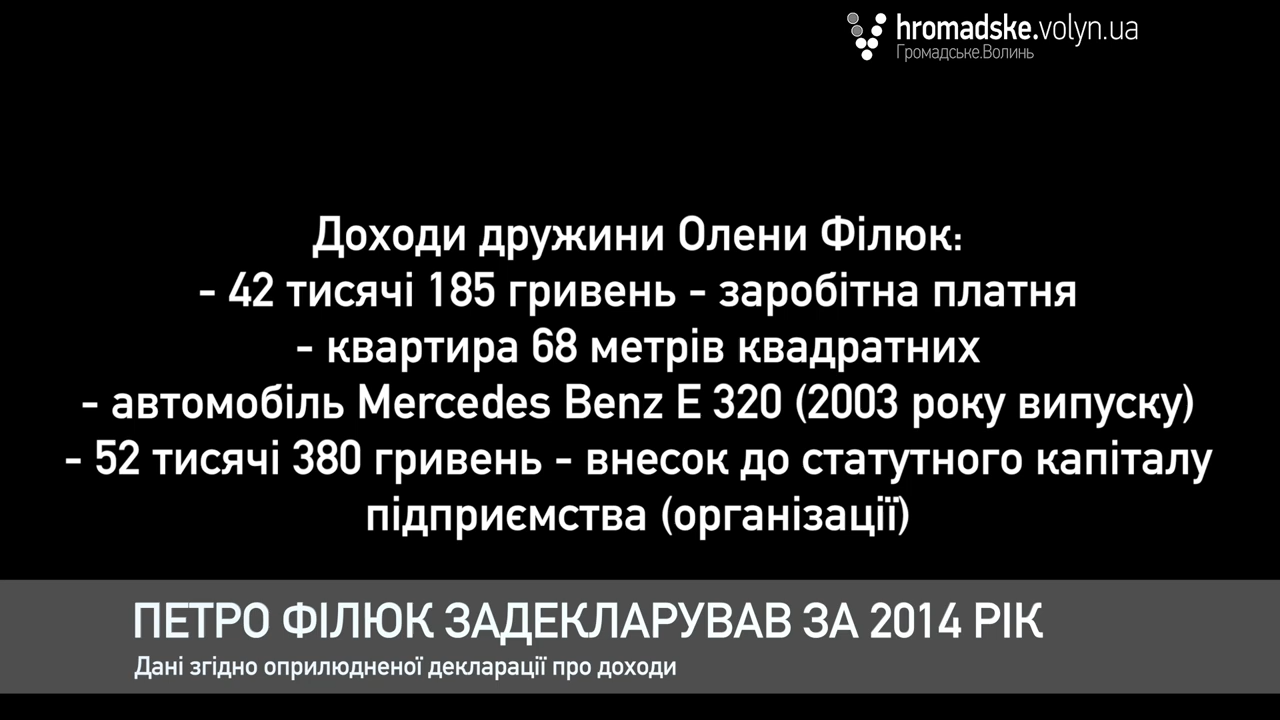 hromadske.volyn.ua
Громадське.Волинь
Доходи дружини Олени Філюк:
- 42 тисячі 185 гривень - заробітна платня
- квартира 68 метрів квадратних
- автомобіль Mercedes Benz E 320 (2003 року випуску)
- 52 тисячі 380 гривень - внесок до статутного капіталу
підприємства (організації)
ПЕТРО ФІЛЮК ЗАДЕКЛАРУВАВ ЗА 2014 РІК
Дані згідно оприлюдненої декларації про доходи